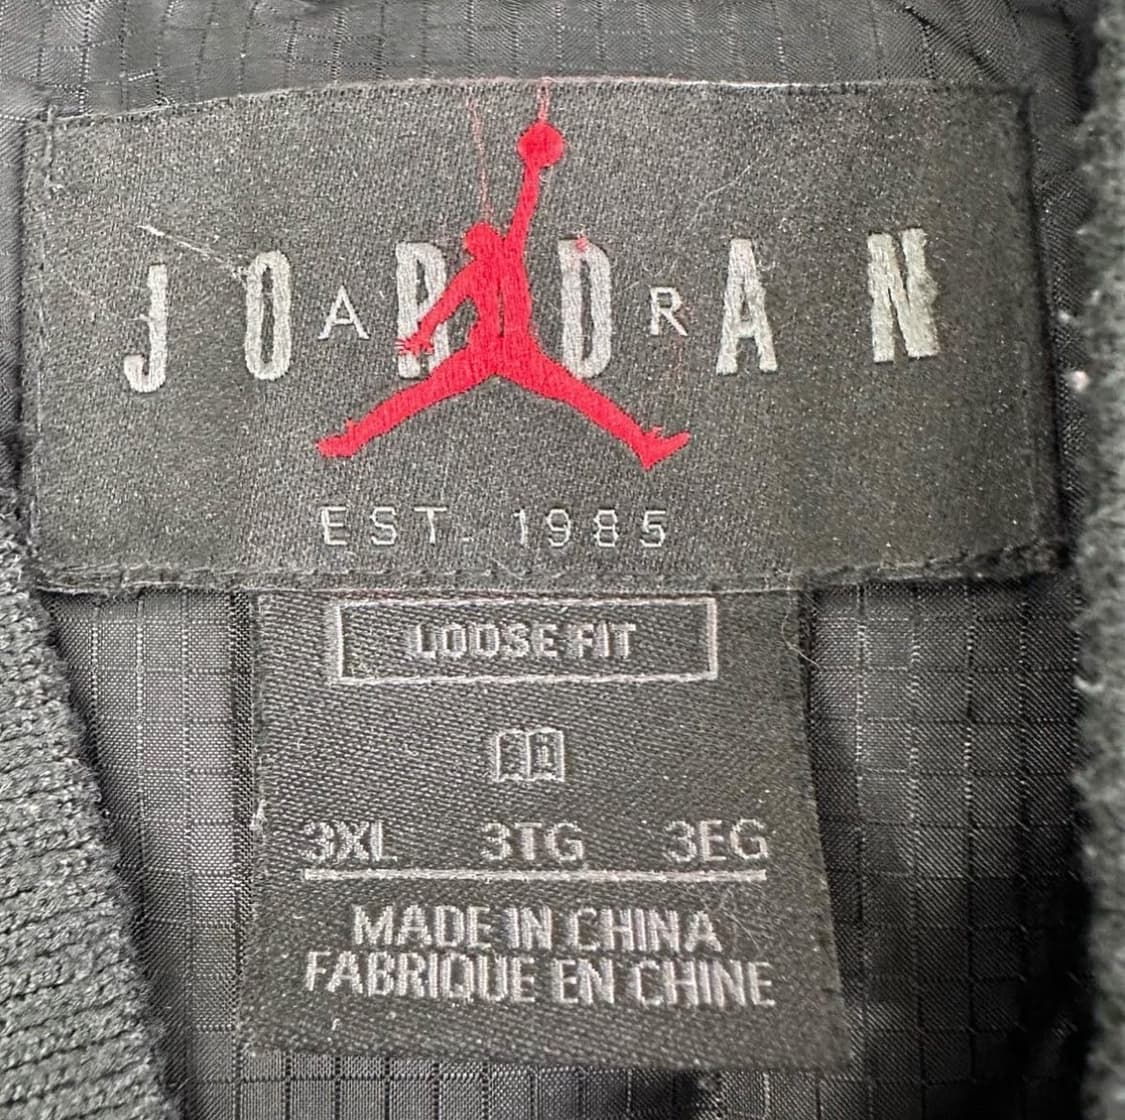 JORDAN
AIR
EST. 1985
LOOSE FIT
3XL 3TG 3EG
MADE IN CHINA
FABRIQUE EN CHINE